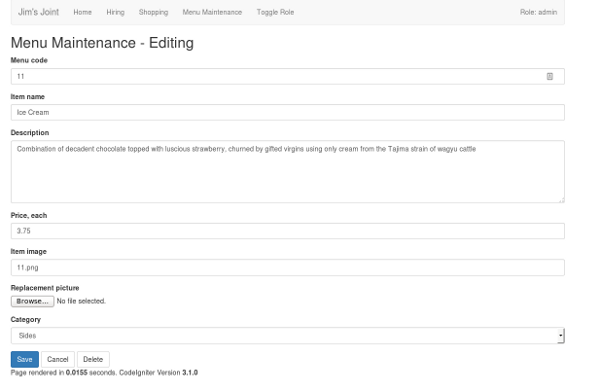 Jim's Joint Home Hiring Shopping Menu Maintenance Toggle Role Role: admin
Menu Maintenance - Editing
Menu code
11
Item name
Ice Cream
Description
Combination of decadent chocolate topped with luscious strawberry, churned by gifted virgins using only cream from the Tajima strain of wagyu cattle
Price, each
3.75
Item image
11.png
Replacement picture
Browse... No file selected.
Category
Sides
Save Cancel Delete
Page rendered in 0.0155 seconds. CodeIgniter Version 3.1.0